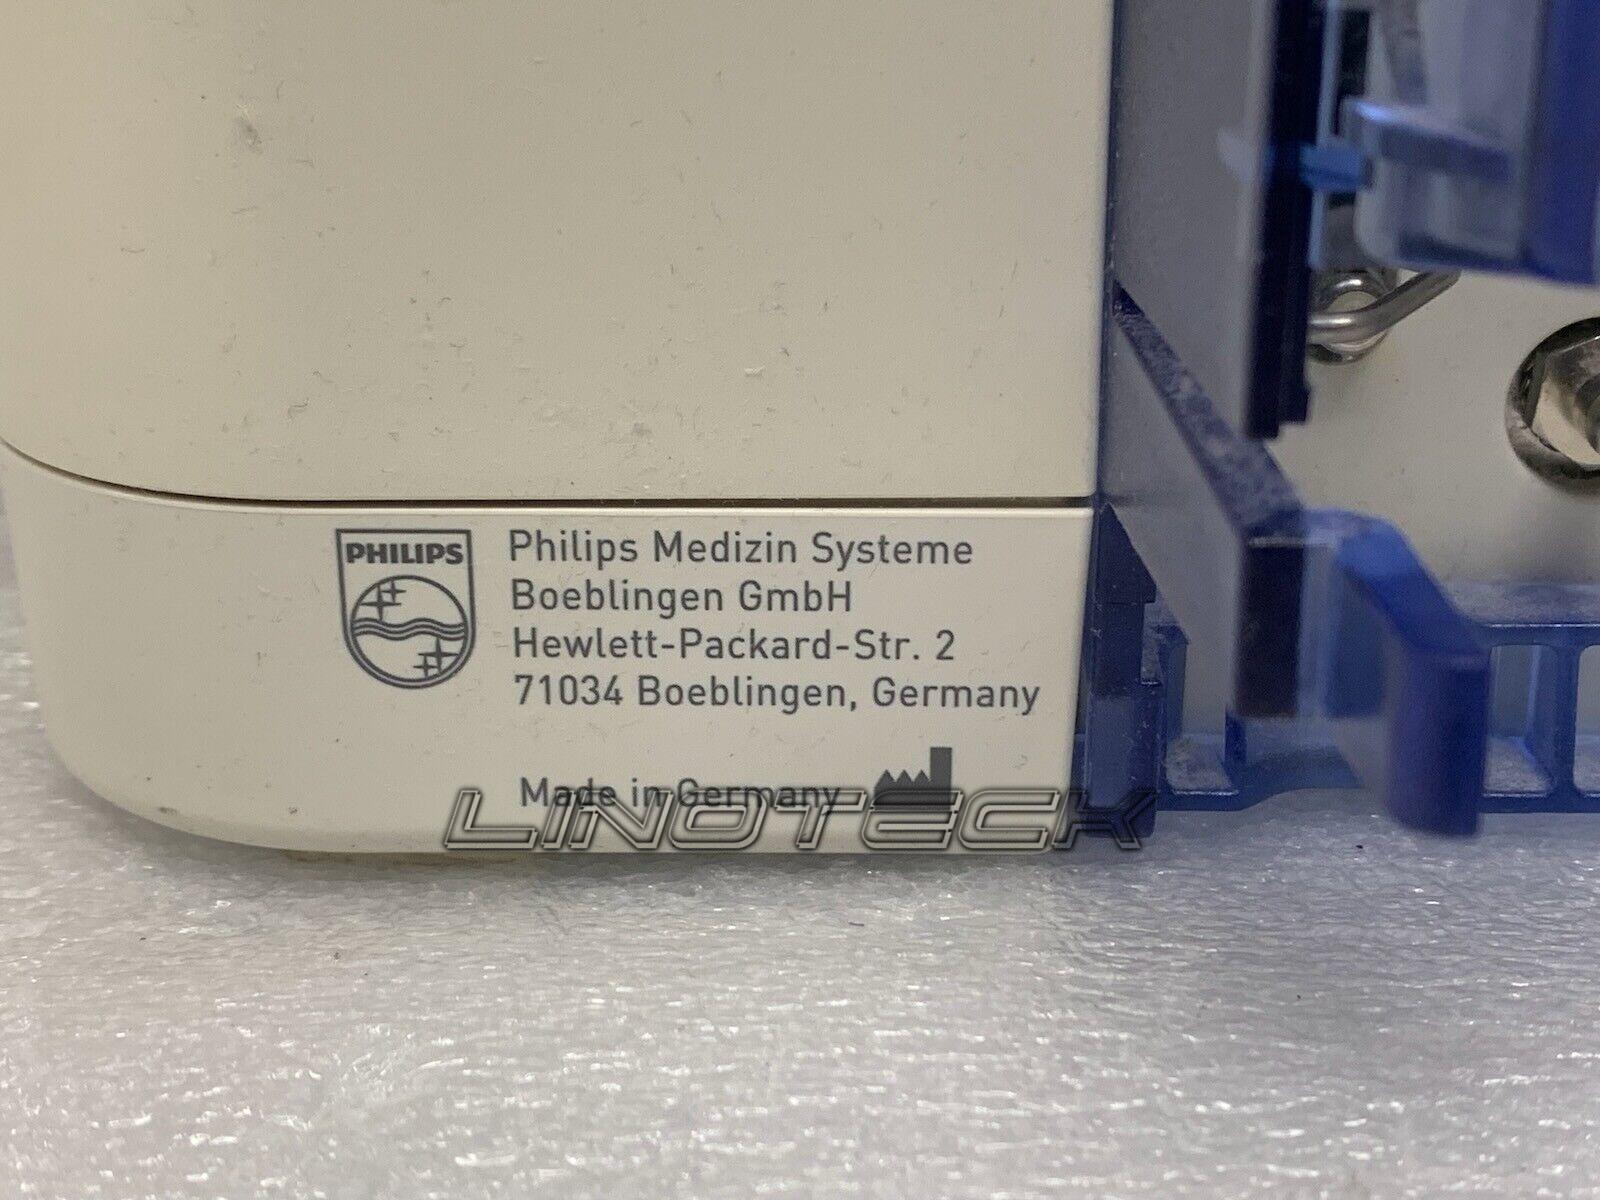 PHILIPS
Philips Medizin Systeme
Boeblingen GmbH
Hewlett-Packard-Str. 2
71034 Boeblingen, Germany
Made in Germany
LINOTECK